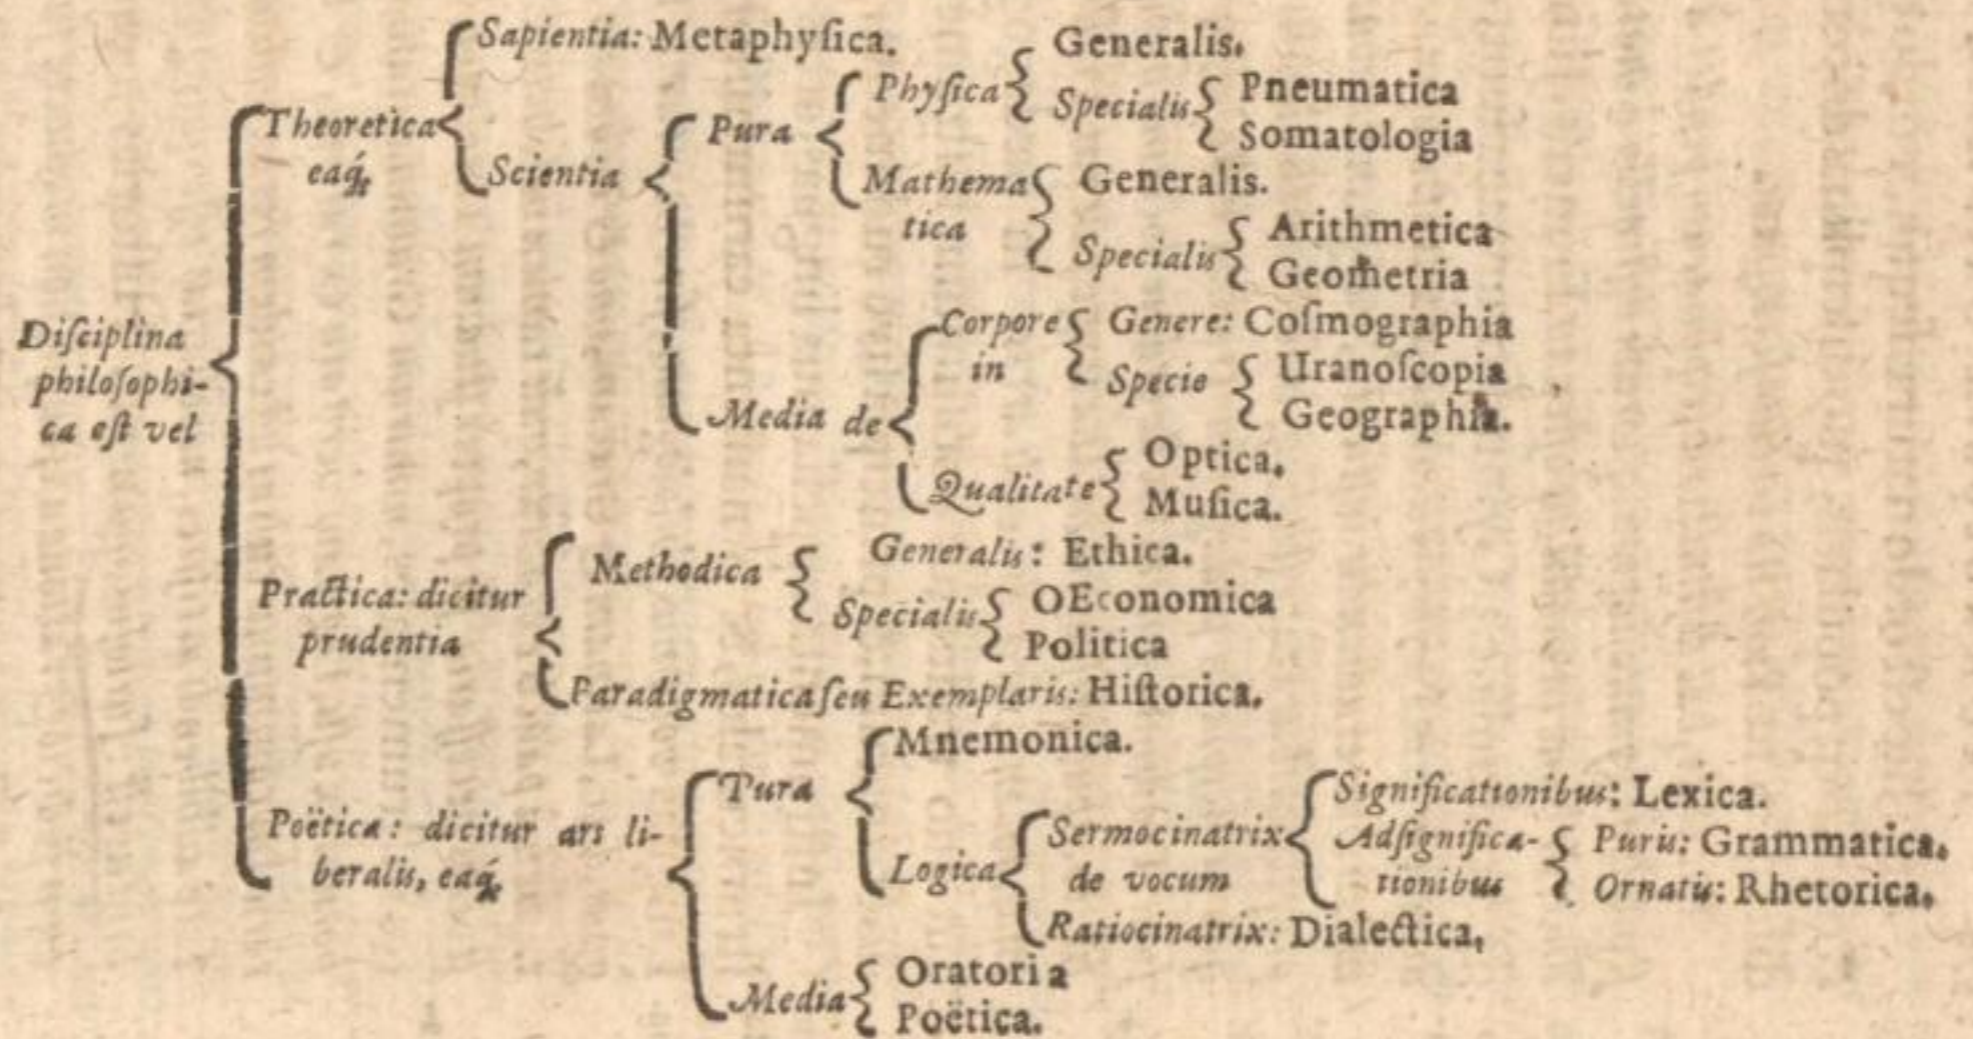 Sapientia: Metaphyſica.
Theoretica
eaq́;
Scientia
Pura
Phyſica
Generalis.
Specialis
Pneumatica
Somatologia
Mathema
tica
Generalis.
Specialis
Arithmetica
Geometria
Diſciplina
philoſophi-
ca eſt vel
Media de
Corpore
in
Genere: Coſmographia
Specie
Uranoſcopia
Geographia.
Qualitate
Optica.
Muſica.
Practica: dicitur
prudentia
Methodica
Generalis: Ethica.
Specialis
OEconomica
Politica
Paradigmatica ſeu Exemplaris: Hiſtorica.
Poëtica: dicitur ars li-
beralis, eaq́;
Pura
Mnemonica.
Logica
Sermocinatrix
de vocum
Significationibus: Lexica.
Adſignifica-
tionibus
Puris: Grammatica.
Ornatis: Rhetorica.
Ratiocinatrix: Dialectica,
Media
Oratoria
Poëtica.